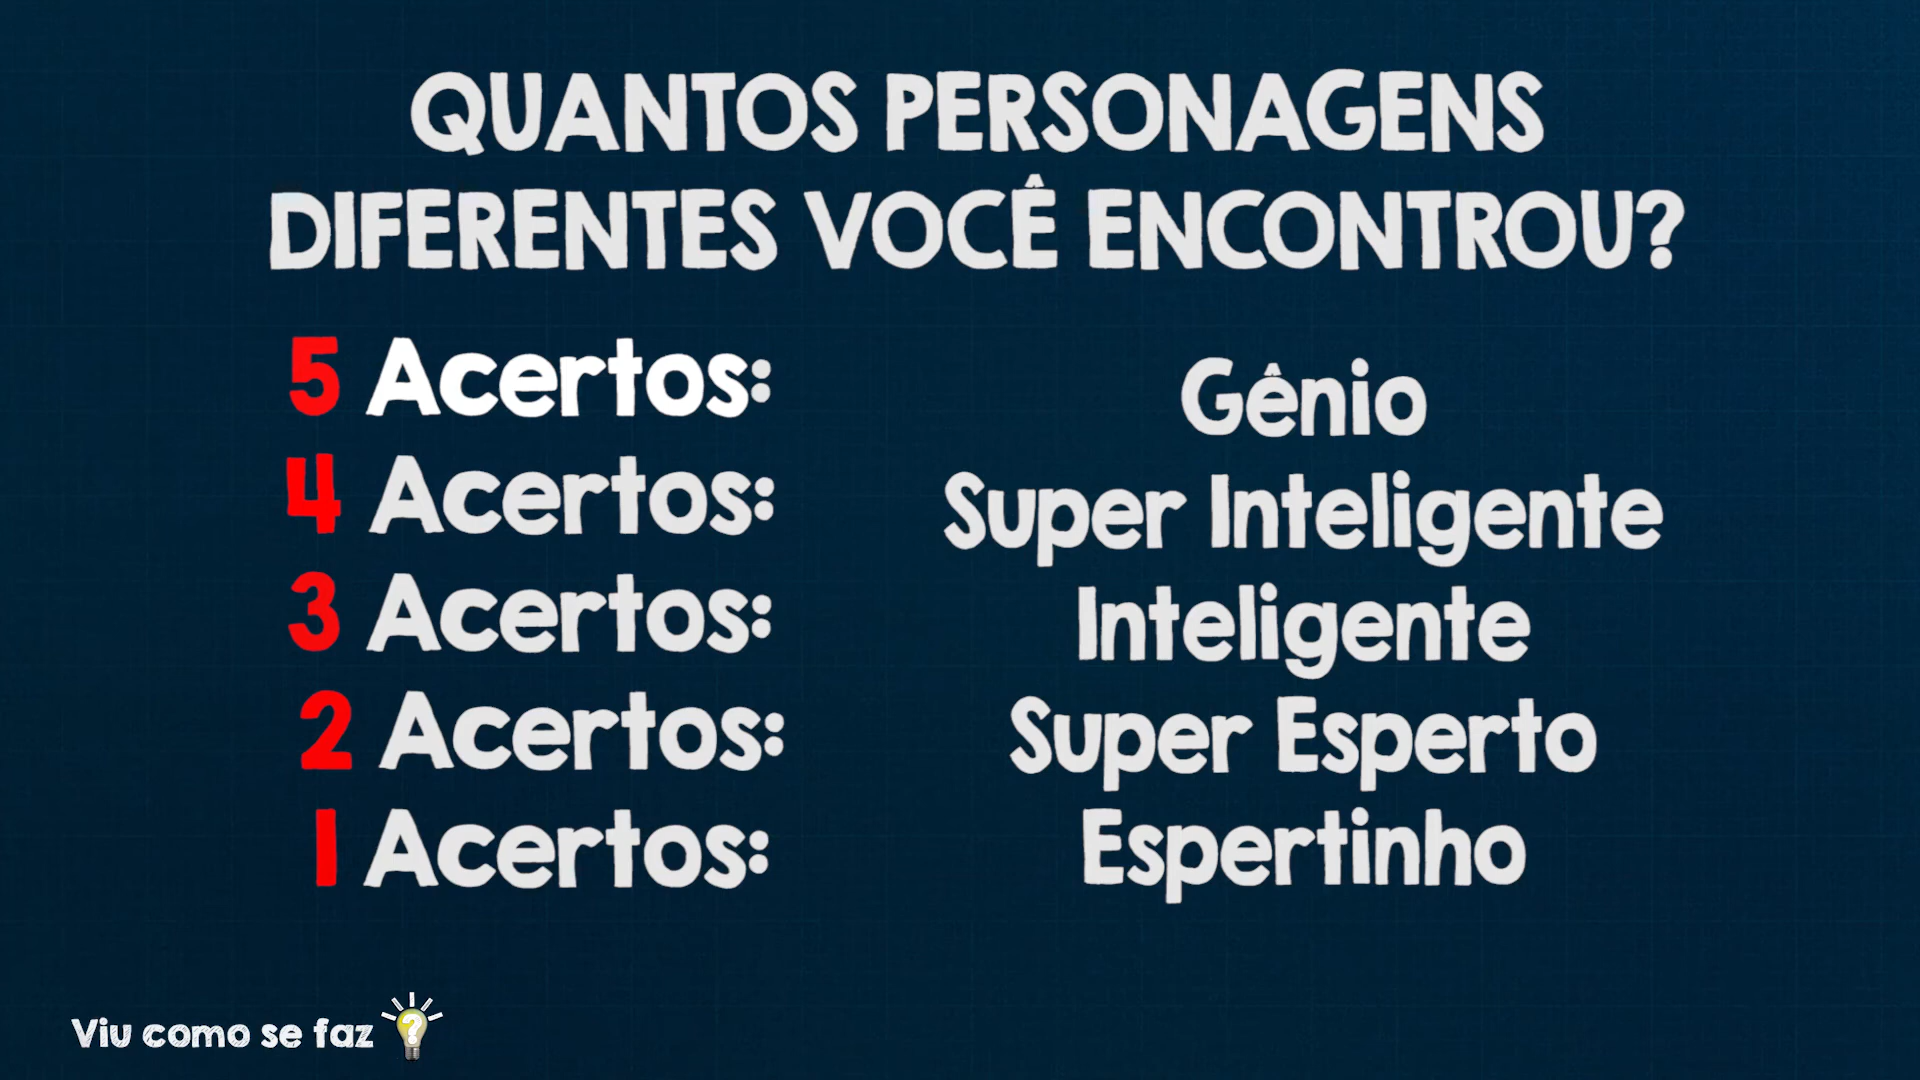 QUANTOS PERSONAGENS
DIFERENTES VOCÊ ENCONTROU?
5 Acertos: Gênio
4 Acertos: Super Inteligente
3 Acertos: Inteligente
2 Acertos: Super Esperto
1 Acertos: Espertinho
Viu como se faz ?